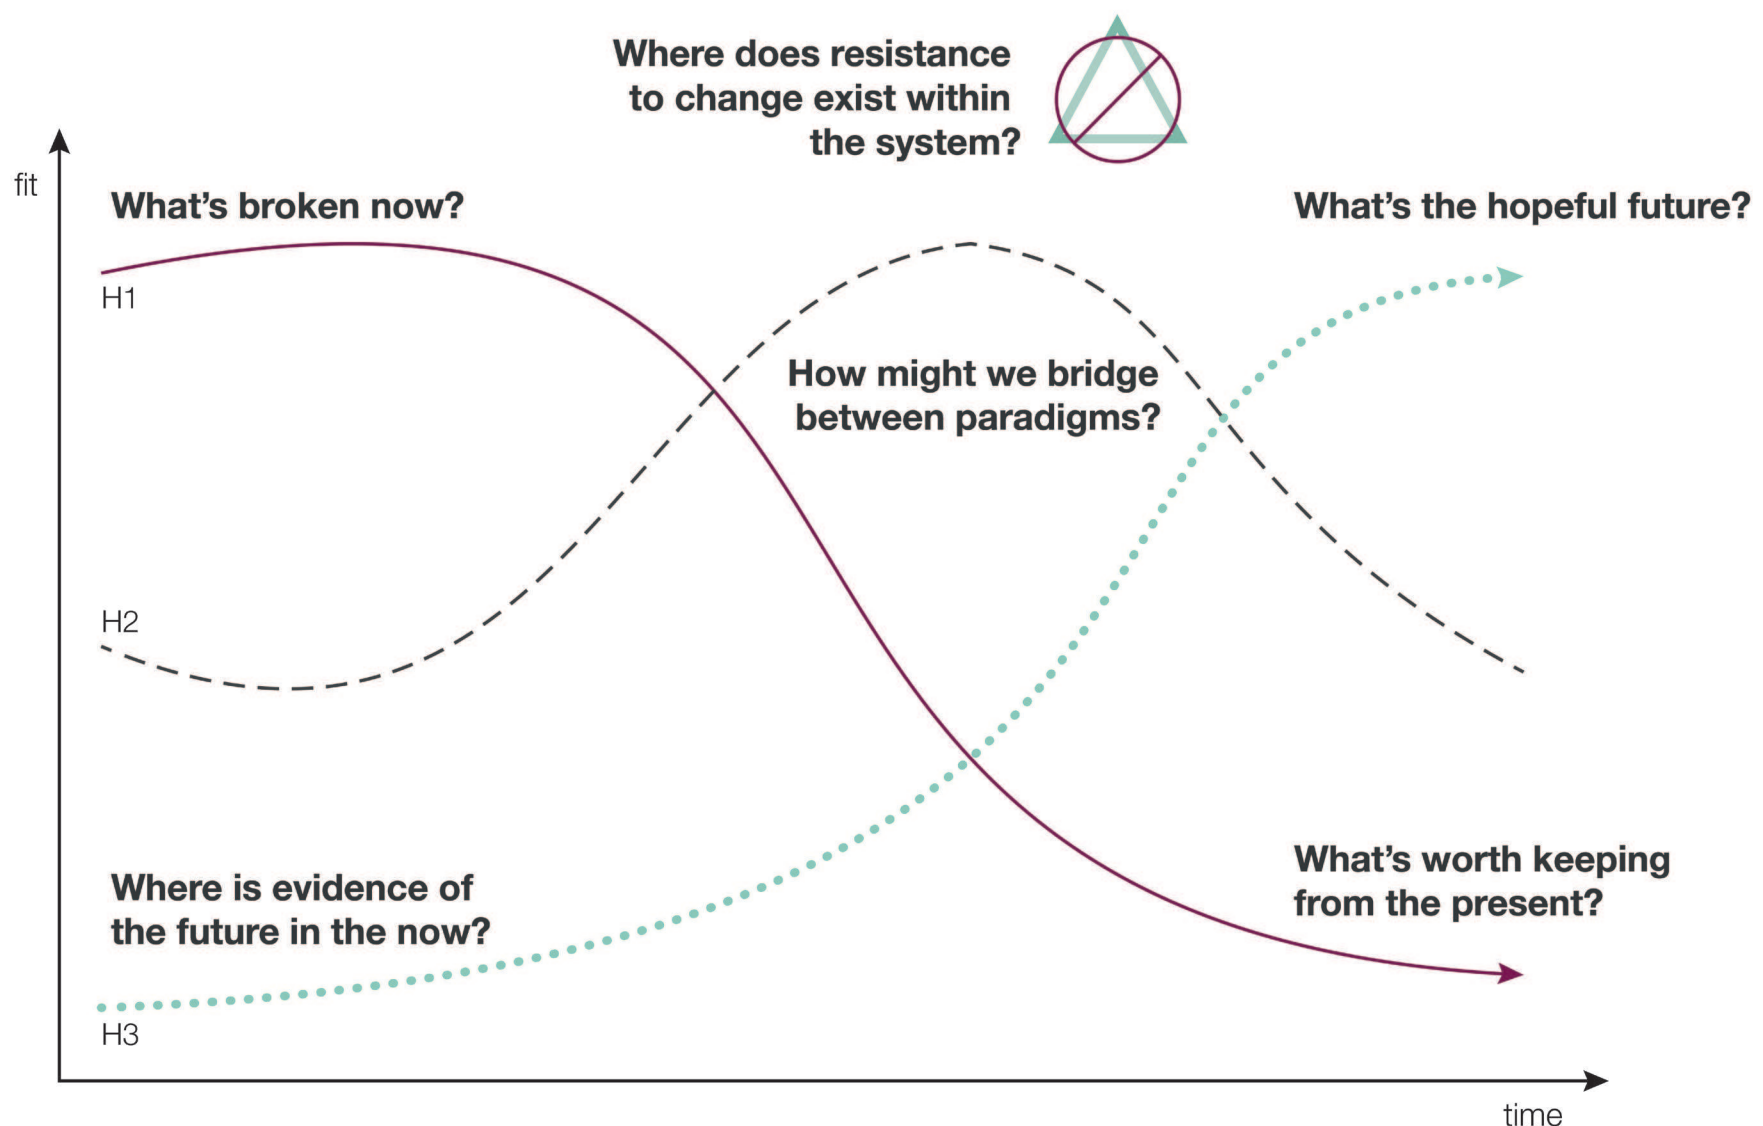 Where does resistance
to change exist within
the system?
fit
What’s broken now?
What’s the hopeful future?
H1
How might we bridge
between paradigms?
H2
What’s worth keeping
from the present?
Where is evidence of
the future in the now?
H3
time